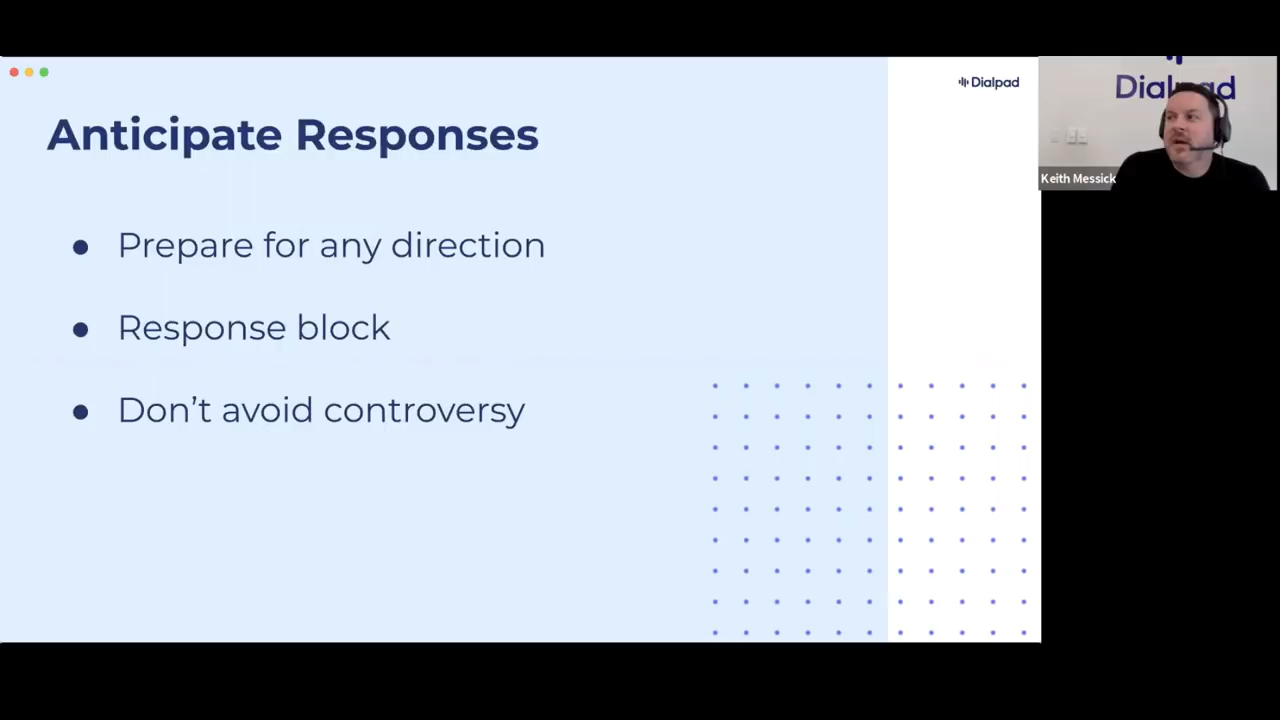 Dialpad
Anticipate Responses
Prepare for any direction
Response block
Don’t avoid controversy
Dialpad
Keith Messick